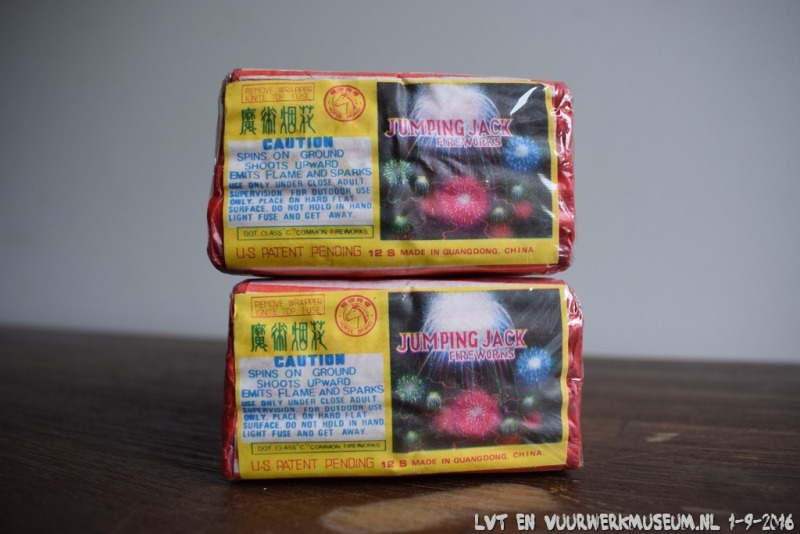 REMOVE WRAPPER
IGNITE TOP FUSE
魔術烟花
HORSE BRAND
CAUTION
SPINS ON GROUND
SHOOTS UPWARD
EMITS FLAME AND SPARKS
USE ONLY UNDER CLOSE ADULT
SUPERVISION. FOR OUTDOOR USE
ONLY. PLACE ON HARD FLAT
SURFACE. DO NOT HOLD IN HAND.
LIGHT FUSE AND GET AWAY.
DOT. CLASS "C" COMMON FIREWORKS
JUMPING JACK
FIREWORKS
U-S PATENT PENDING 12 S MADE IN GUANGDONG, CHINA.
REMOVE WRAPPER
IGNITE TOP FUSE
魔術烟花
HORSE BRAND
CAUTION
SPINS ON GROUND
SHOOTS UPWARD
EMITS FLAME AND SPARKS
USE ONLY UNDER CLOSE ADULT
SUPERVISION. FOR OUTDOOR USE
ONLY. PLACE ON HARD FLAT
SURFACE. DO NOT HOLD IN HAND.
LIGHT FUSE AND GET AWAY.
DOT. CLASS "C" COMMON FIREWORKS
JUMPING JACK
FIREWORKS
U-S PATENT PENDING 12 S MADE IN GUANGDONG, CHINA.
LVT EN VUURWERKMUSEUM.NL 1-9-2016